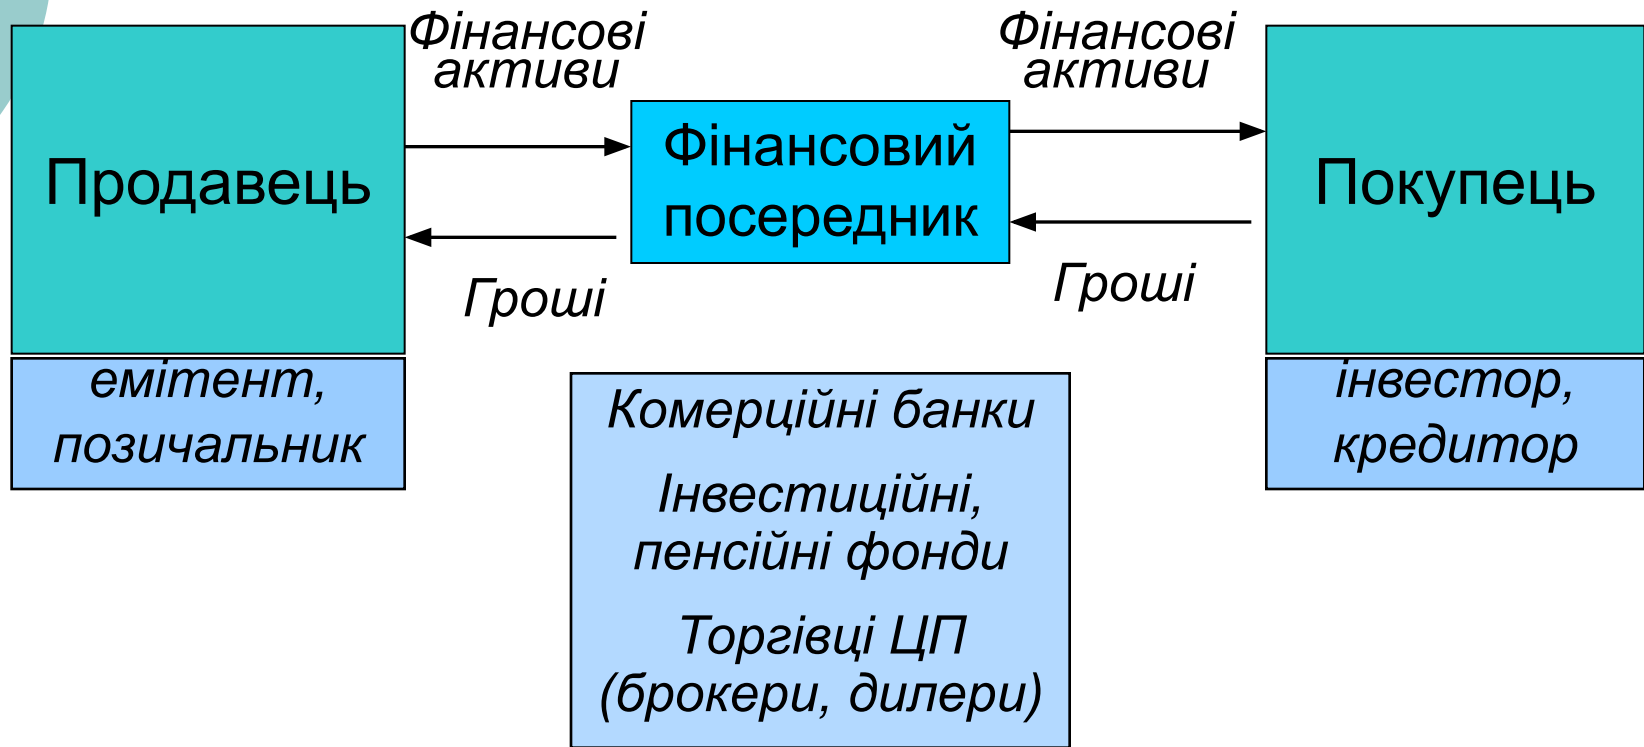 Фінансові
активи
Фінансові
активи
Продавець
Фінансовий
посередник
Покупець
Гроші
Гроші
емітент,
позичальник
Комерційні банки
Інвестиційні,
пенсійні фонди
Торгівці ЦП
(брокери, дилери)
інвестор,
кредитор